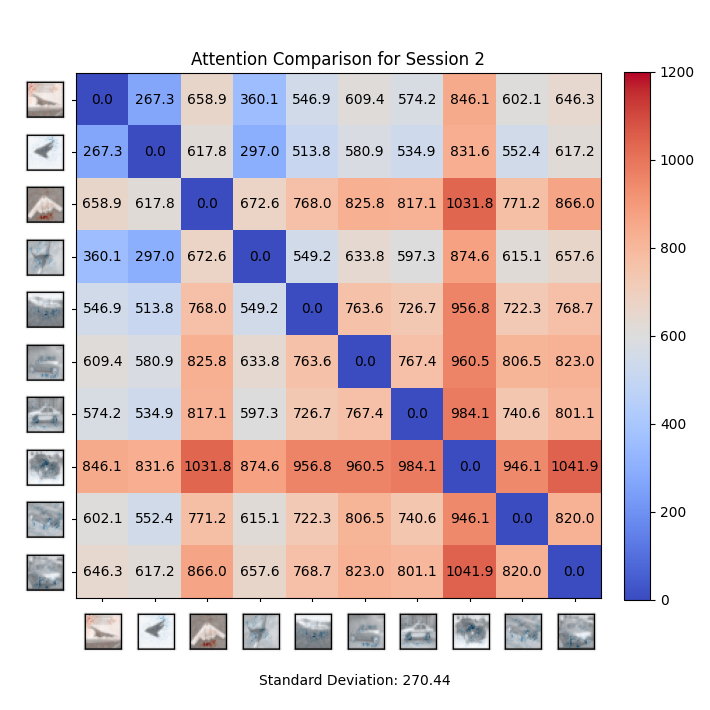 Attention Comparison for Session 2
0.0 267.3 658.9 360.1 546.9 609.4 574.2 846.1 602.1 646.3
267.3 0.0 617.8 297.0 513.8 580.9 534.9 831.6 552.4 617.2
658.9 617.8 0.0 672.6 768.0 825.8 817.1 1031.8 771.2 866.0
360.1 297.0 672.6 0.0 549.2 633.8 597.3 874.6 615.1 657.6
546.9 513.8 768.0 549.2 0.0 763.6 726.7 956.8 722.3 768.7
609.4 580.9 825.8 633.8 763.6 0.0 767.4 960.5 806.5 823.0
574.2 534.9 817.1 597.3 726.7 767.4 0.0 984.1 740.6 801.1
846.1 831.6 1031.8 874.6 956.8 960.5 984.1 0.0 946.1 1041.9
602.1 552.4 771.2 615.1 722.3 806.5 740.6 946.1 0.0 820.0
646.3 617.2 866.0 657.6 768.7 823.0 801.1 1041.9 820.0 0.0
1200
1000
800
600
400
200
0
Standard Deviation: 270.44